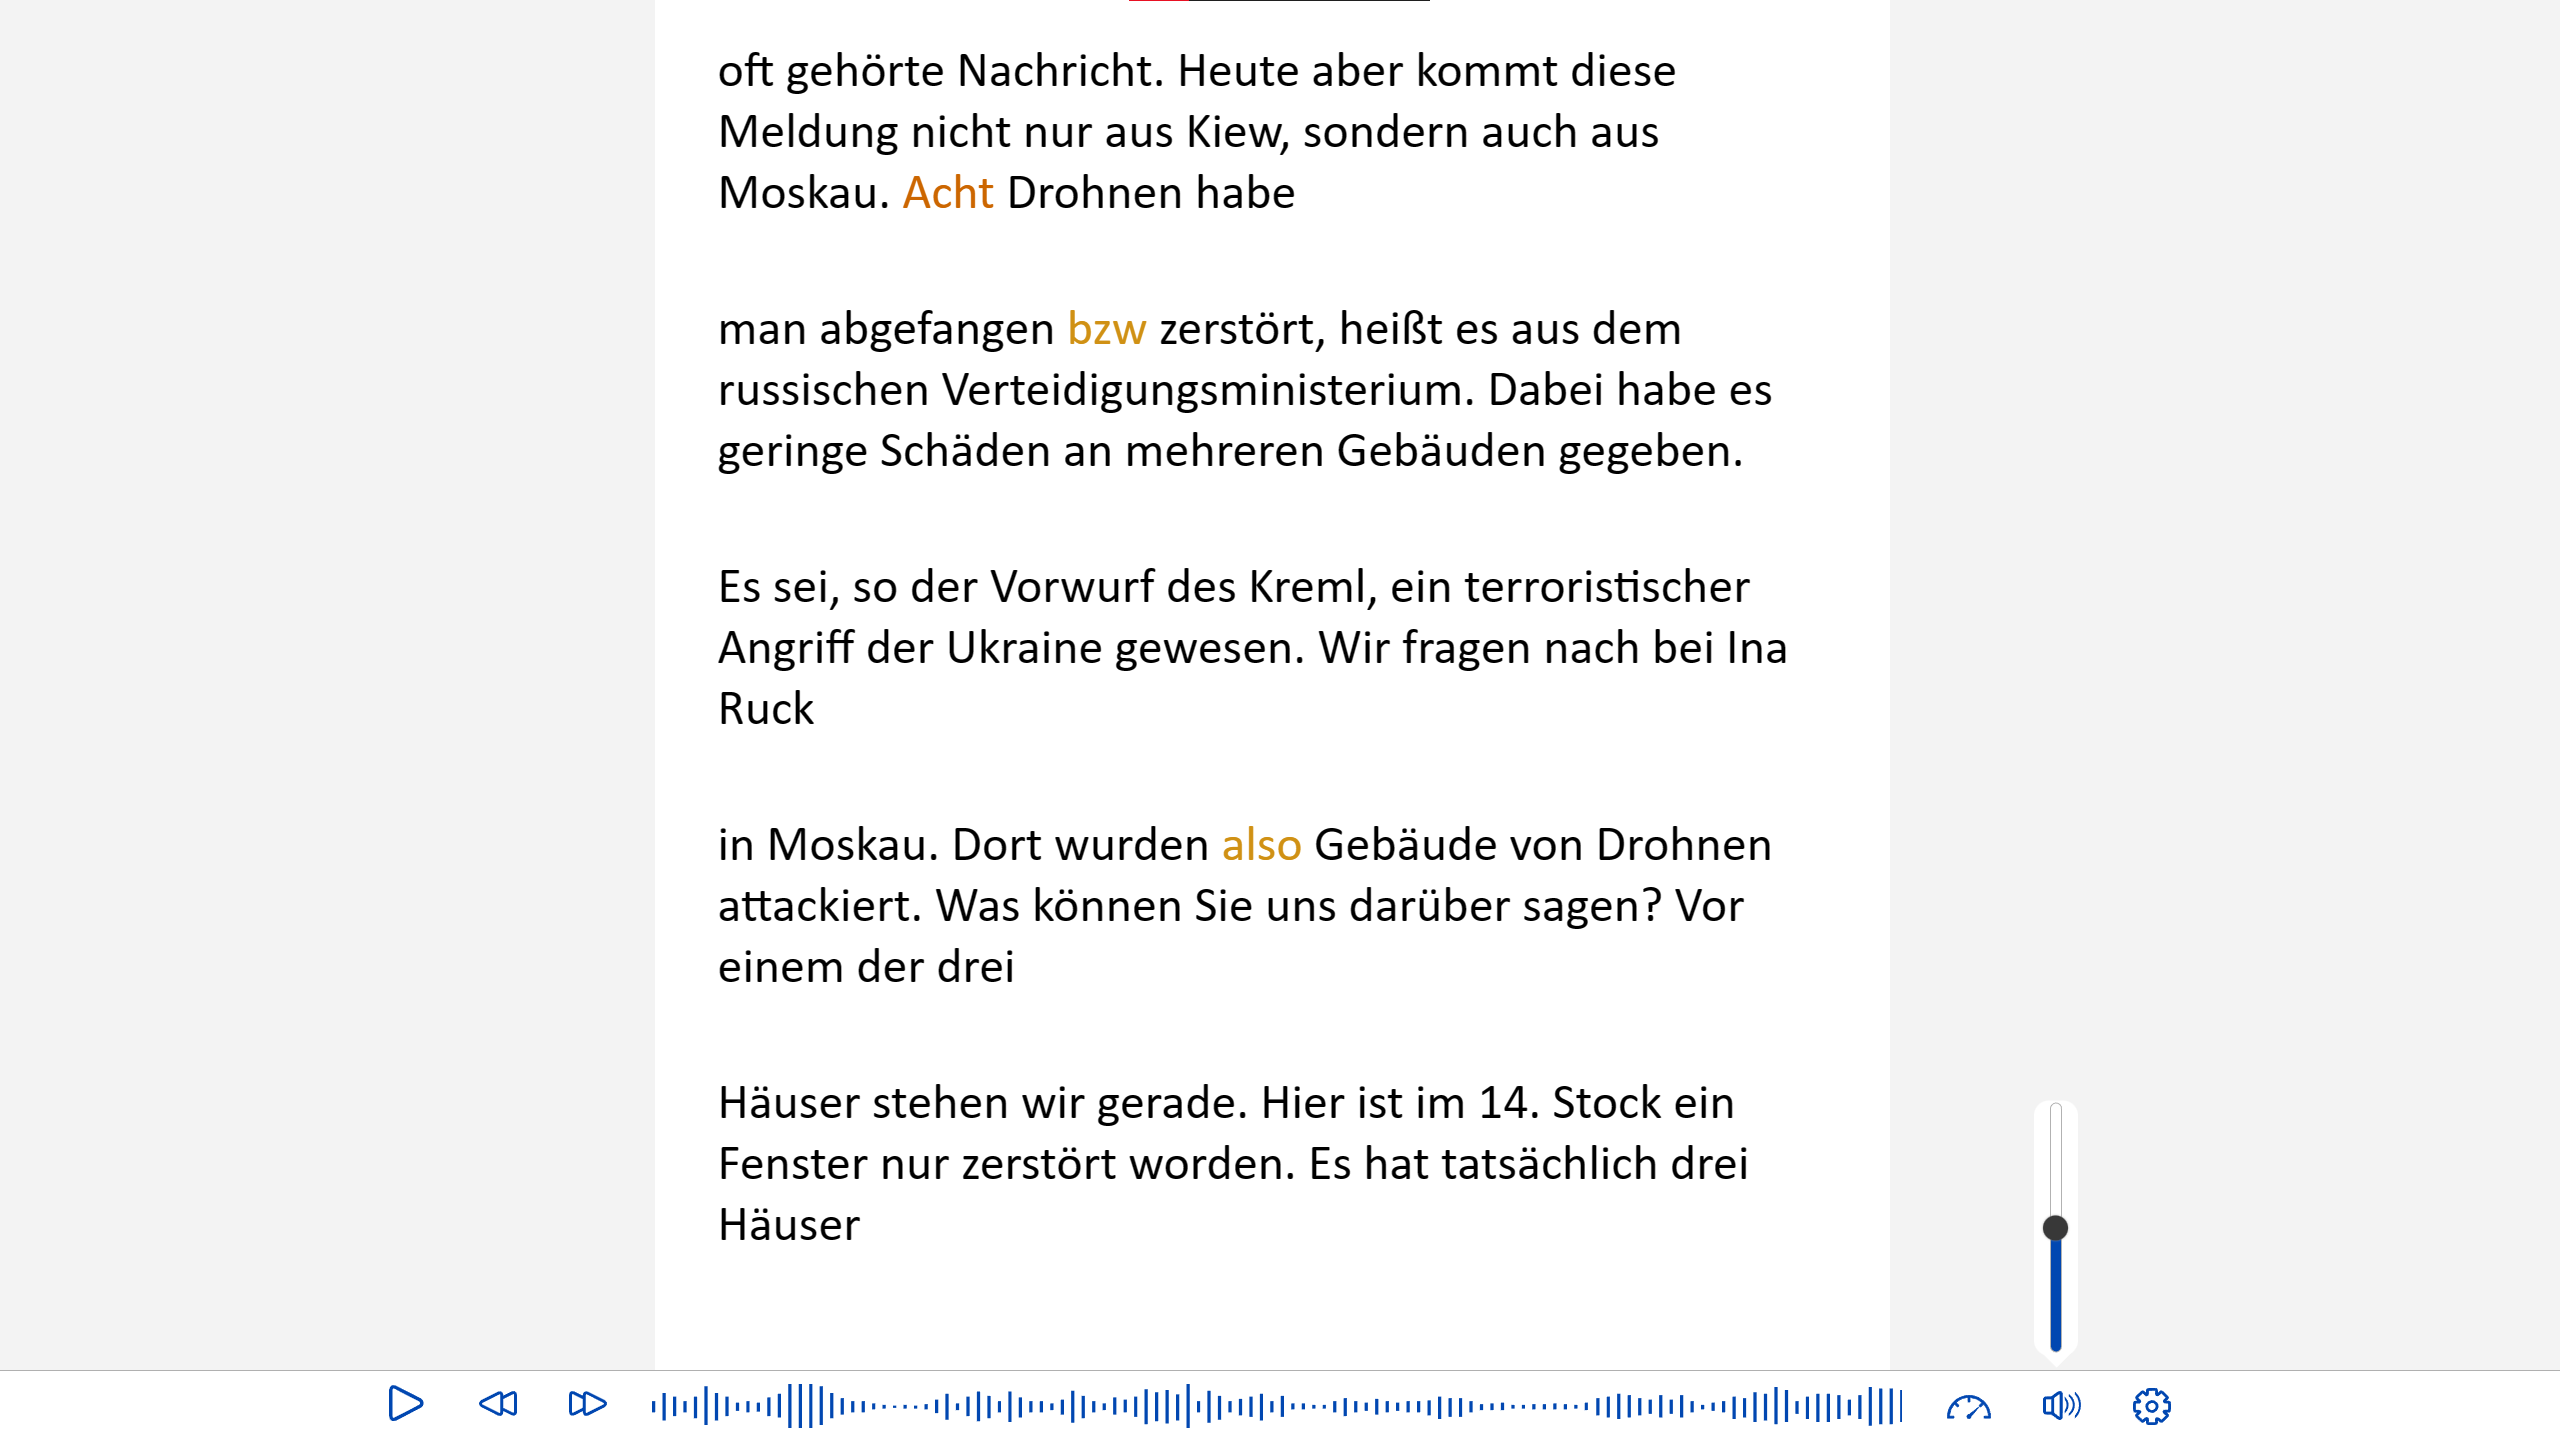 oft gehörte Nachricht. Heute aber kommt diese
Meldung nicht nur aus Kiew, sondern auch aus
Moskau. Acht Drohnen habe
man abgefangen bzw zerstört, heißt es aus dem
russischen Verteidigungsministerium. Dabei habe es
geringe Schäden an mehreren Gebäuden gegeben.
Es sei, so der Vorwurf des Kreml, ein terroristischer
Angriff der Ukraine gewesen. Wir fragen nach bei Ina
Ruck
in Moskau. Dort wurden also Gebäude von Drohnen
attackiert. Was können Sie uns darüber sagen? Vor
einem der drei
Häuser stehen wir gerade. Hier ist im 14. Stock ein
Fenster nur zerstört worden. Es hat tatsächlich drei
Häuser